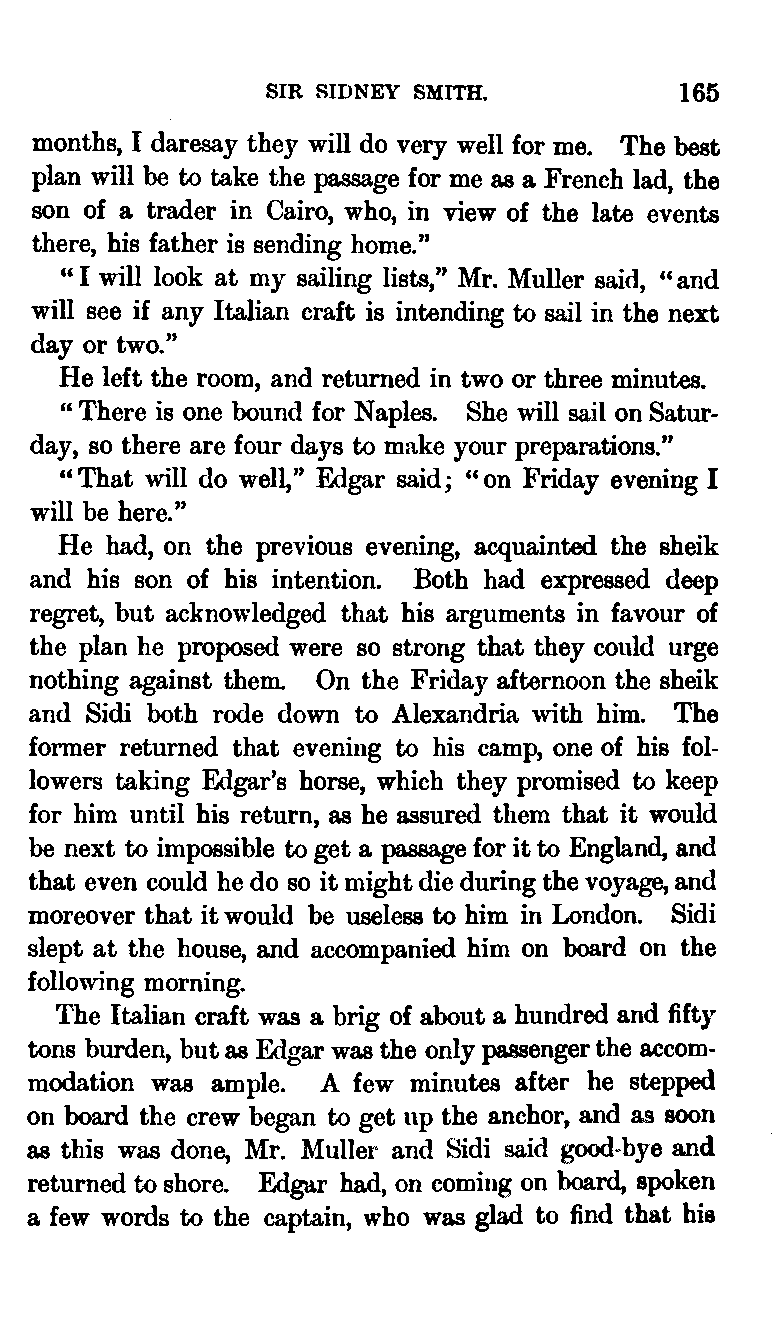 SIR SIDNEY SMITH. 165
months, I daresay they will do very well for me. The best
plan will be to take the passage for me as a French lad, the
son of a trader in Cairo, who, in view of the late events
there, his father is sending home.”
“I will look at my sailing lists,” Mr. Muller said, “and
will see if any Italian craft is intending to sail in the next
day or two.”
He left the room, and returned in two or three minutes.
“There is one bound for Naples. She will sail on Satur-
day, so there are four days to make your preparations.”
“That will do well,” Edgar said; “on Friday evening I
will be here.”
He had, on the previous evening, acquainted the sheik
and his son of his intention. Both had expressed deep
regret, but acknowledged that his arguments in favour of
the plan he proposed were so strong that they could urge
nothing against them. On the Friday afternoon the sheik
and Sidi both rode down to Alexandria with him. The
former returned that evening to his camp, one of his fol-
lowers taking Edgar’s horse, which they promised to keep
for him until his return, as he assured them that it would
be next to impossible to get a passage for it to England, and
that even could he do so it might die during the voyage, and
moreover that it would be useless to him in London. Sidi
slept at the house, and accompanied him on board on the
following morning.
The Italian craft was a brig of about a hundred and fifty
tons burden, but as Edgar was the only passenger the accom-
modation was ample. A few minutes after he stepped
on board the crew began to get up the anchor, and as soon
as this was done, Mr. Muller and Sidi said good-bye and
returned to shore. Edgar had, on coming on board, spoken
a few words to the captain, who was glad to find that his